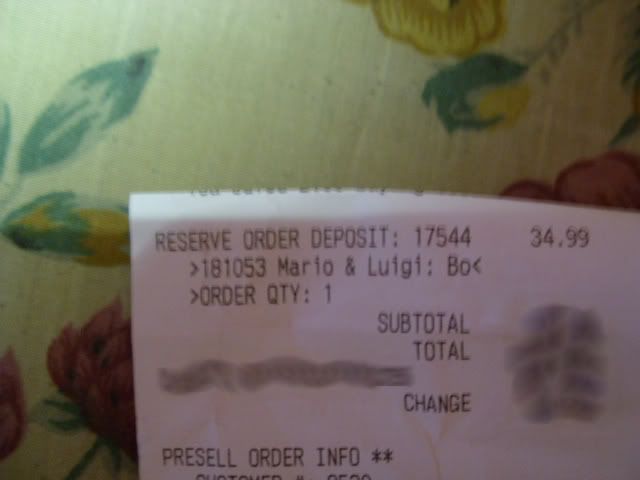 RESERVE ORDER DEPOSIT: 17544 34.99
>181053 Mario & Luigi: Bo<
>ORDER QTY: 1
SUBTOTAL
TOTAL
CHANGE
PRESELL ORDER INFO **
CUSTOMER #: